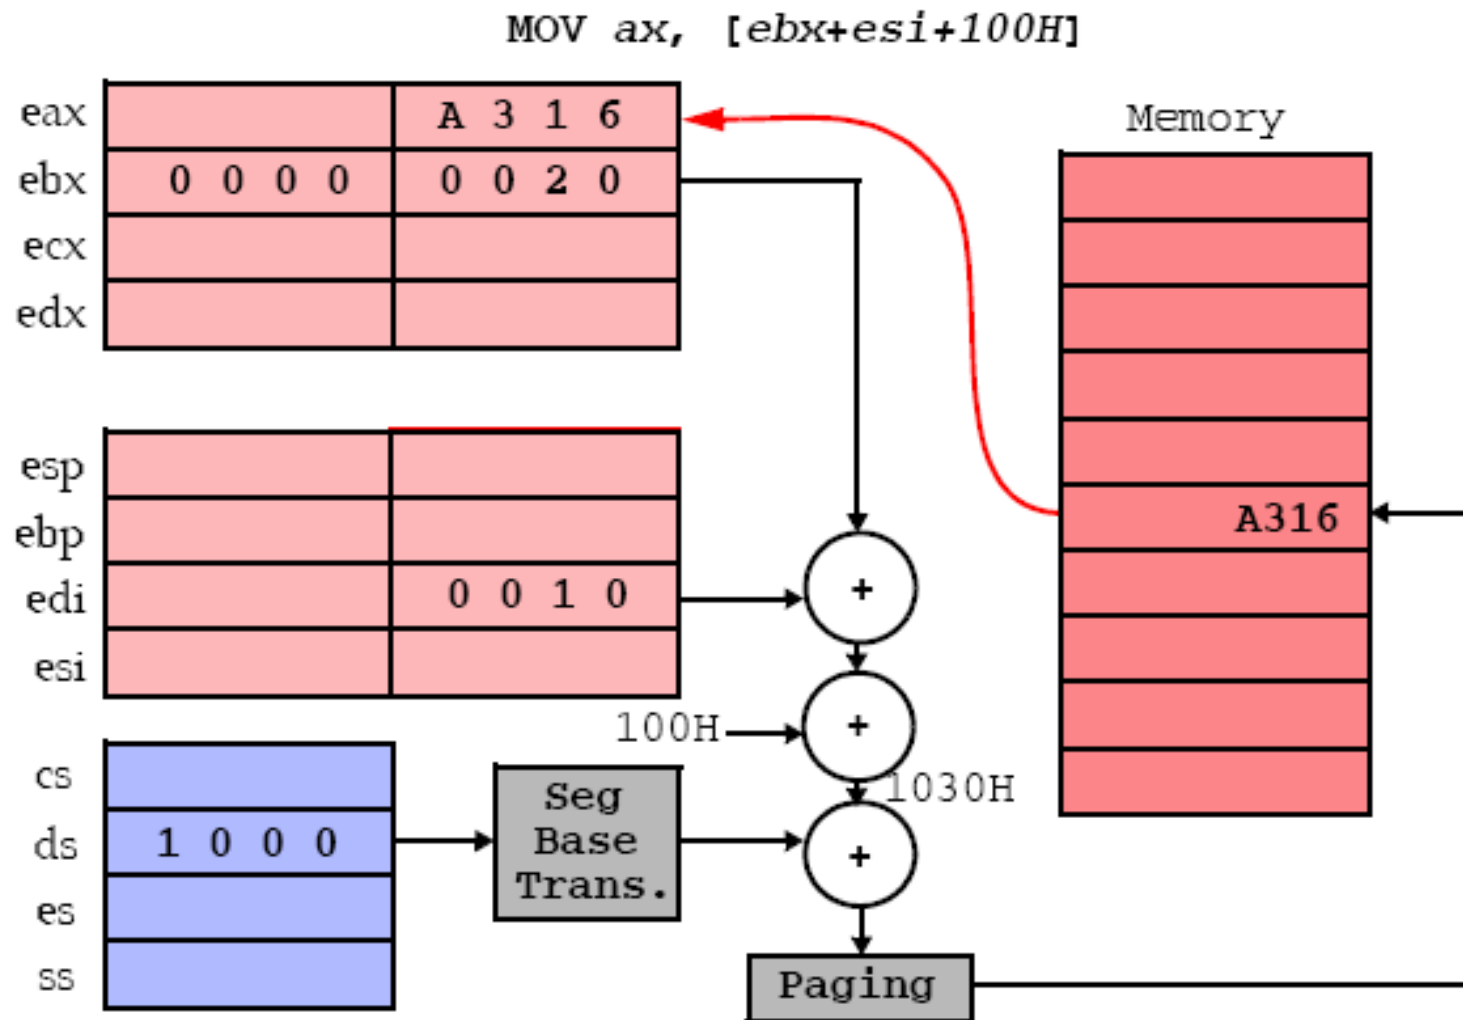 MOV ax, [ebx+esi+100H]
eax A 3 1 6
ebx 0 0 0 0 0 0 2 0
ecx
edx
Memory
A316
esp
ebp
edi 0 0 1 0
esi
+
+
100H
1030H
+
cs
ds 1 0 0 0
es
ss
Seg
Base
Trans.
Paging